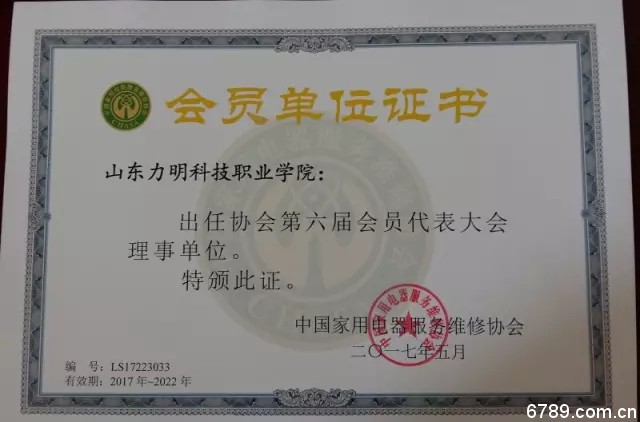 会员单位证书
山东力明科技职业学院：
出任协会第六届会员代表大会
理事单位。
特颁此证。
中国家用电器服务维修协会
二〇一七年五月
编　号：LS17223033
有效期：2017年~2022年
6789.com.cn